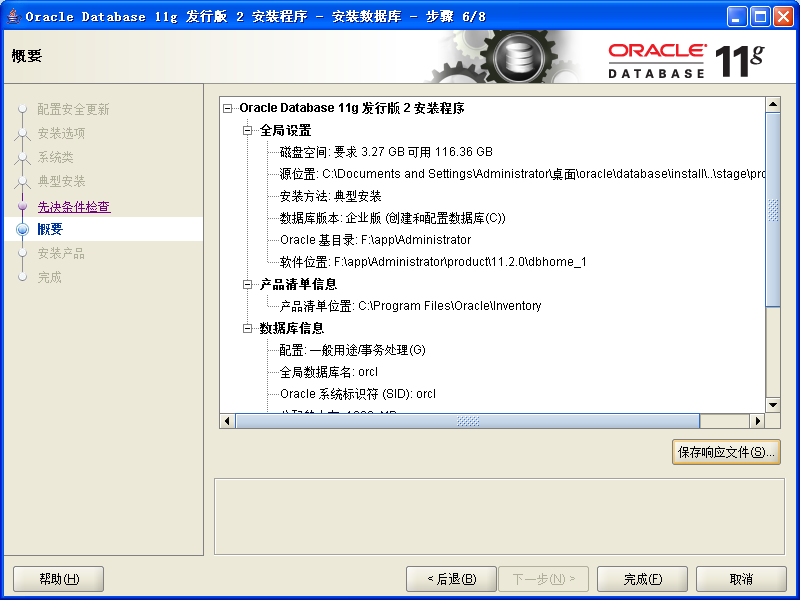 Oracle Database 11g 发行版 2 安装程序 - 安装数据库 - 步骤 6/8
概要
ORACLE 11g
DATABASE
配置安全更新
安装选项
系统类
典型安装
先决条件检查
概要
安装产品
完成
Oracle Database 11g 发行版 2 安装程序
全局设置
磁盘空间: 要求 3.27 GB 可用 116.36 GB
源位置: C:\Documents and Settings\Administrator\桌面\oracle\database\install\..\stage\pro
安装方法: 典型安装
数据库版本: 企业版 (创建和配置数据库(C))
Oracle 基目录: F:\app\Administrator
软件位置: F:\app\Administrator\product\11.2.0\dbhome_1
产品清单信息
产品清单位置: C:\Program Files\Oracle\Inventory
数据库信息
配置: 一般用途/事务处理(G)
全局数据库名: orcl
Oracle 系统标识符 (SID): orcl
保存响应文件(S)...
帮助(H)
< 后退(B)
下一步(N) >
完成(F)
取消